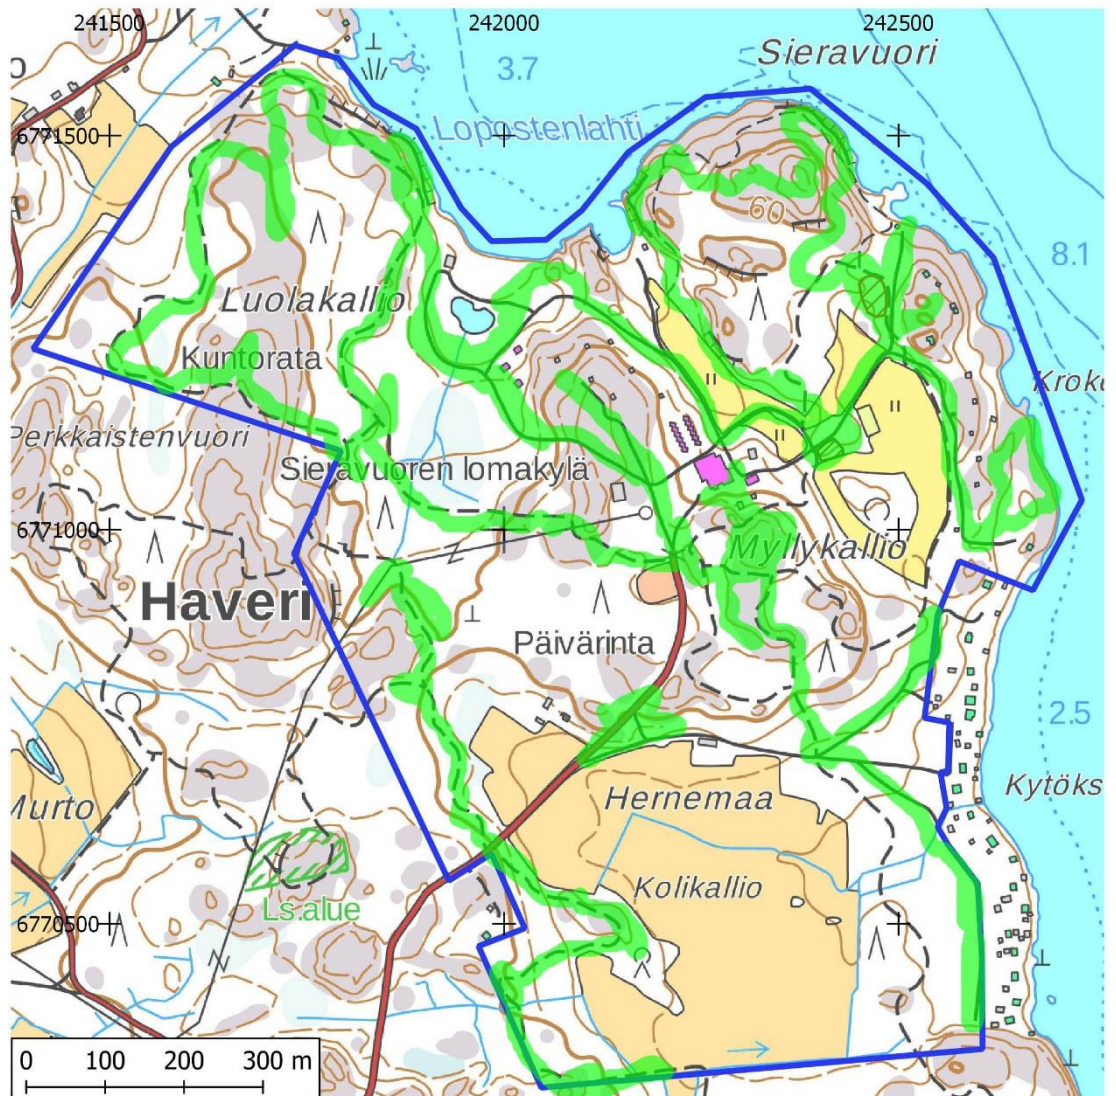 241500
242000
242500
Sieravuori
3.7
6771500
Lopostenlahti
60
8.1
Luolakallio
Kuntorata
Perkkaistenvuori
Sieravuoren lomakylä
6771000
Myllykallio
Haveri
Päivärinta
2.5
Murto
Hernemaa
Kytöks
Kolikallio
Ls.alue
6770500
0 100 200 300 m